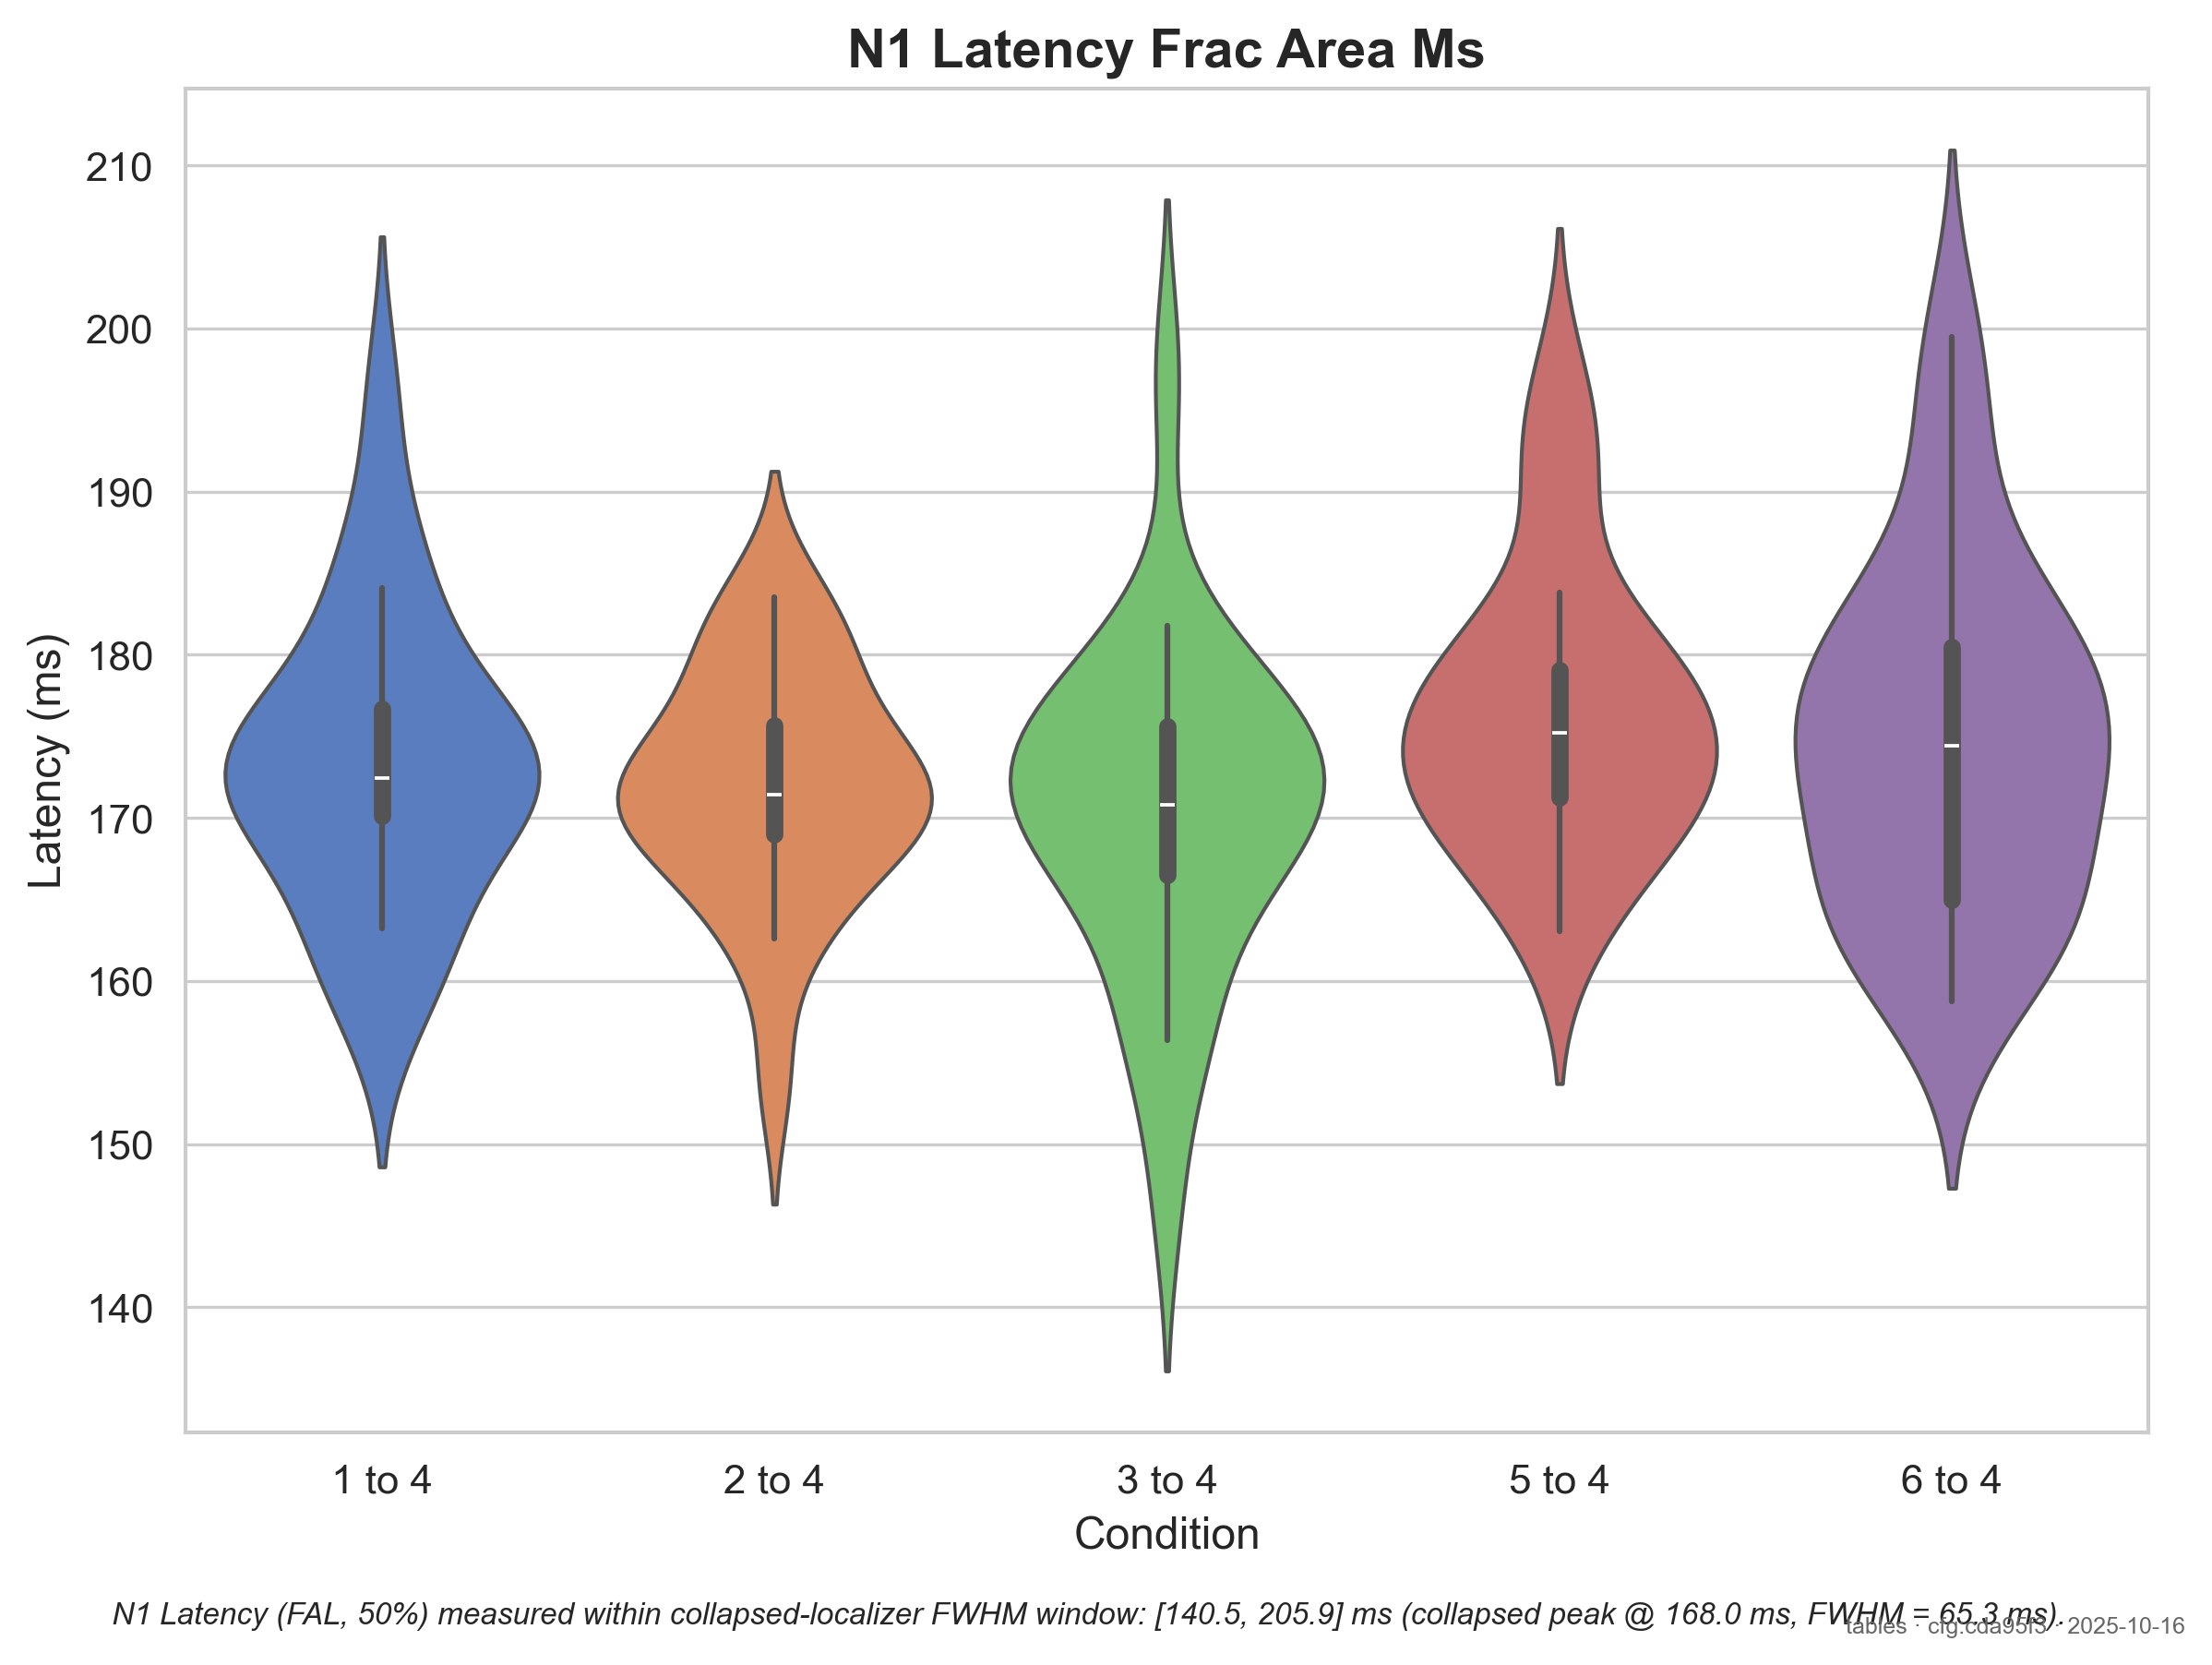 N1 Latency Frac Area Ms
Latency (ms)
210
200
190
180
170
160
150
140
1 to 4 2 to 4 3 to 4 5 to 4 6 to 4
Condition
N1 Latency (FAL, 50%) measured within collapsed-localizer FWHM window: [140.5, 205.9] ms (collapsed peak @ 168.0 ms, FWHM = 65.3 ms).
tables · cfg:cda95f3 · 2025-10-16